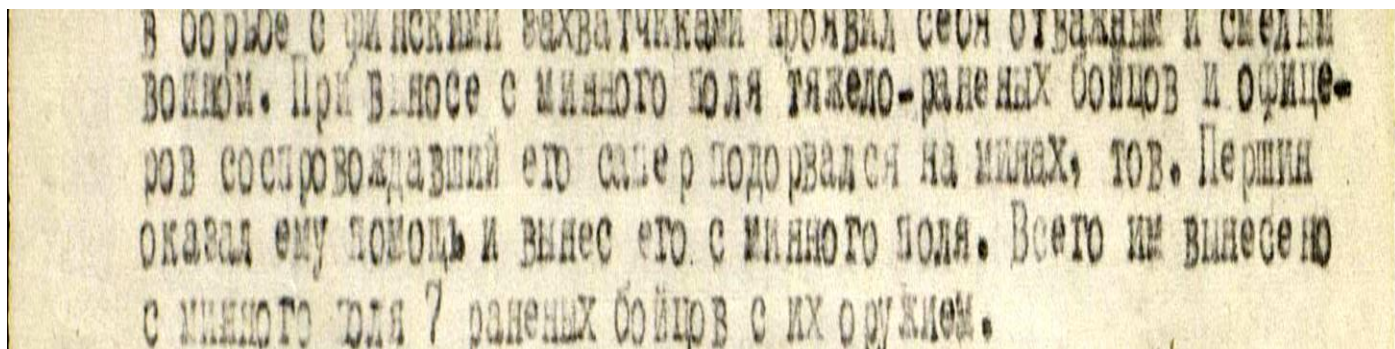 в борьбе с финскими захватчиками проявил себя отважным и смелым
воином. При выносе с минного поля тяжело-раненых бойцов и офице-
ров соспровождавший его сапер подорвался на минах, тов. Першин
оказал ему помощь и вынес его с минного поля. Всего им вынесено
с минного поля 7 раненых бойцов с их оружием.